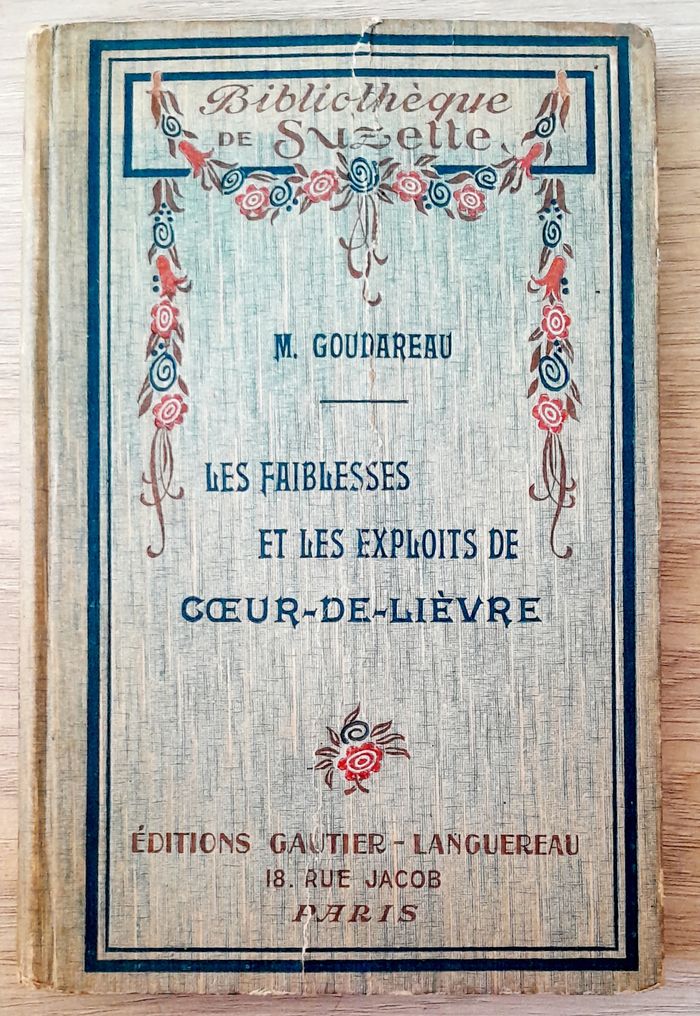 Bibliothèque
DE Suzette
M. GOUDAREAU
LES FAIBLESSES
ET LES EXPLOITS DE
CŒUR-DE-LIÈVRE
ÉDITIONS GAUTIER-LANGUEREAU
18. RUE JACOB
PARIS